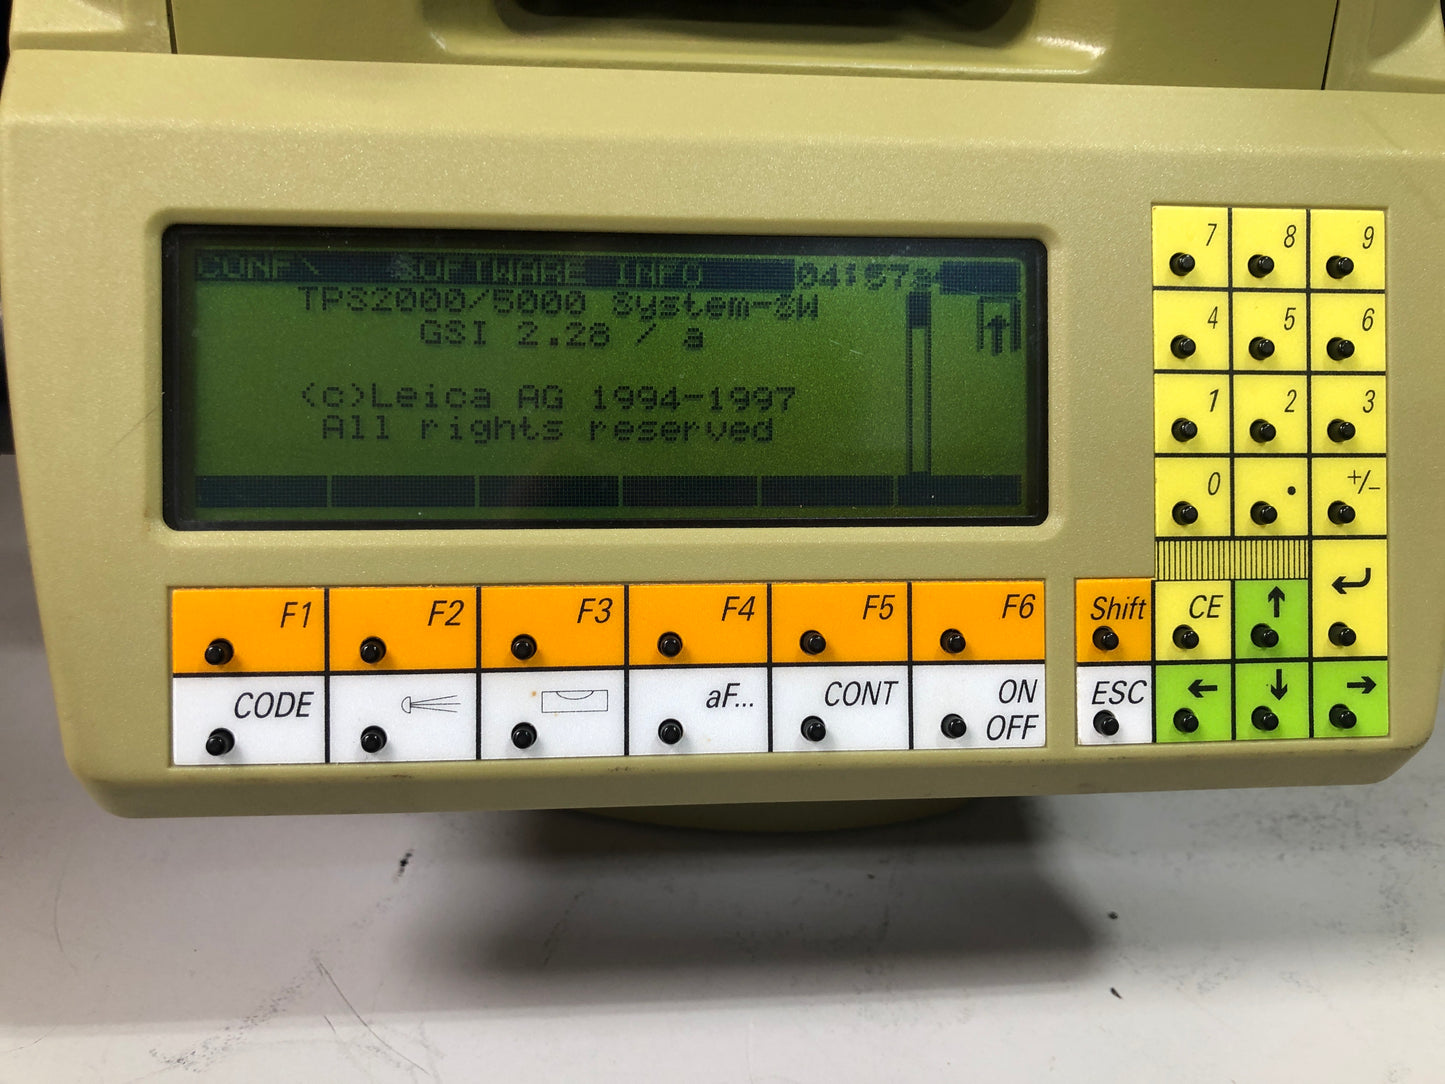 CONF\ SOFTWARE INFO
TPS2000/5000 System-SW
GSI 2.28 / a
(c)Leica AG 1994-1997
All rights reserved
7 8 9
4 5 6
1 2 3
0 . +/-
F1 F2 F3 F4 F5 F6 Shift CE
CODE aF... CONT ON OFF ESC